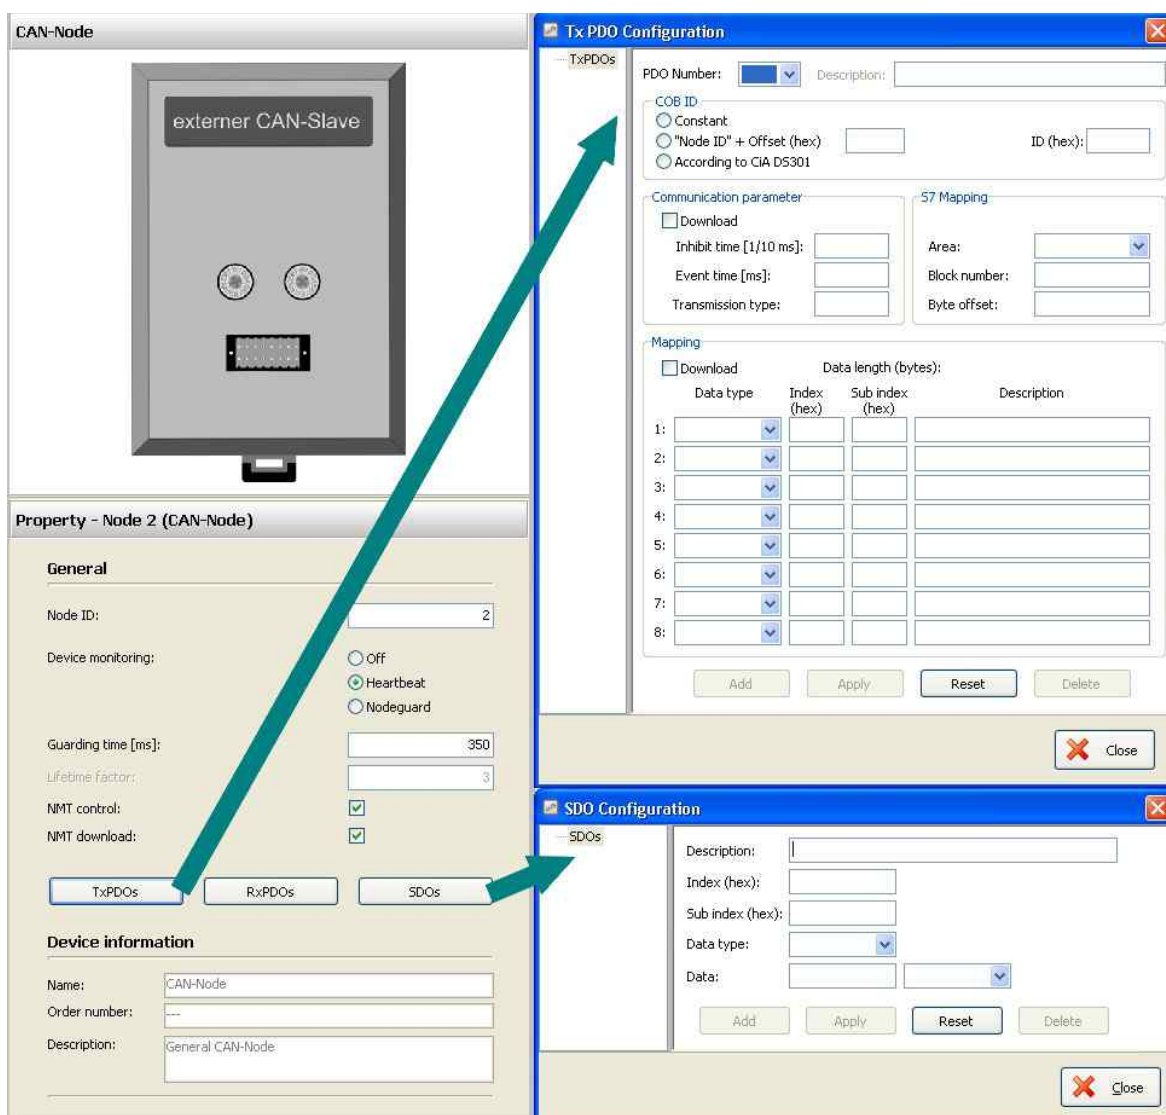 CAN-Node
externer CAN-Slave
Property - Node 2 (CAN-Node)
General
Node ID: 2
Device monitoring: Off
Heartbeat
Nodeguard
Guarding time [ms]: 350
Lifetime factor: 3
NMT control:
NMT download:
TxPDOs RxPDOs SDOs
Device information
Name: CAN-Node
Order number: ---
Description: General CAN-Node
Tx PDO Configuration
TxPDOs
PDO Number: Description:
COB ID
Constant
"Node ID" + Offset (hex) ID (hex):
According to CiA DS301
Communication parameter
Download
Inhibit time [1/10 ms]:
Event time [ms]:
Transmission type:
S7 Mapping
Area:
Block number:
Byte offset:
Mapping
Download Data length (bytes):
Data type Index (hex) Sub index (hex) Description
1:
2:
3:
4:
5:
6:
7:
8:
Add Apply Reset Delete
Close
SDO Configuration
SDOs
Description:
Index (hex):
Sub index (hex):
Data type:
Data:
Add Apply Reset Delete
Close